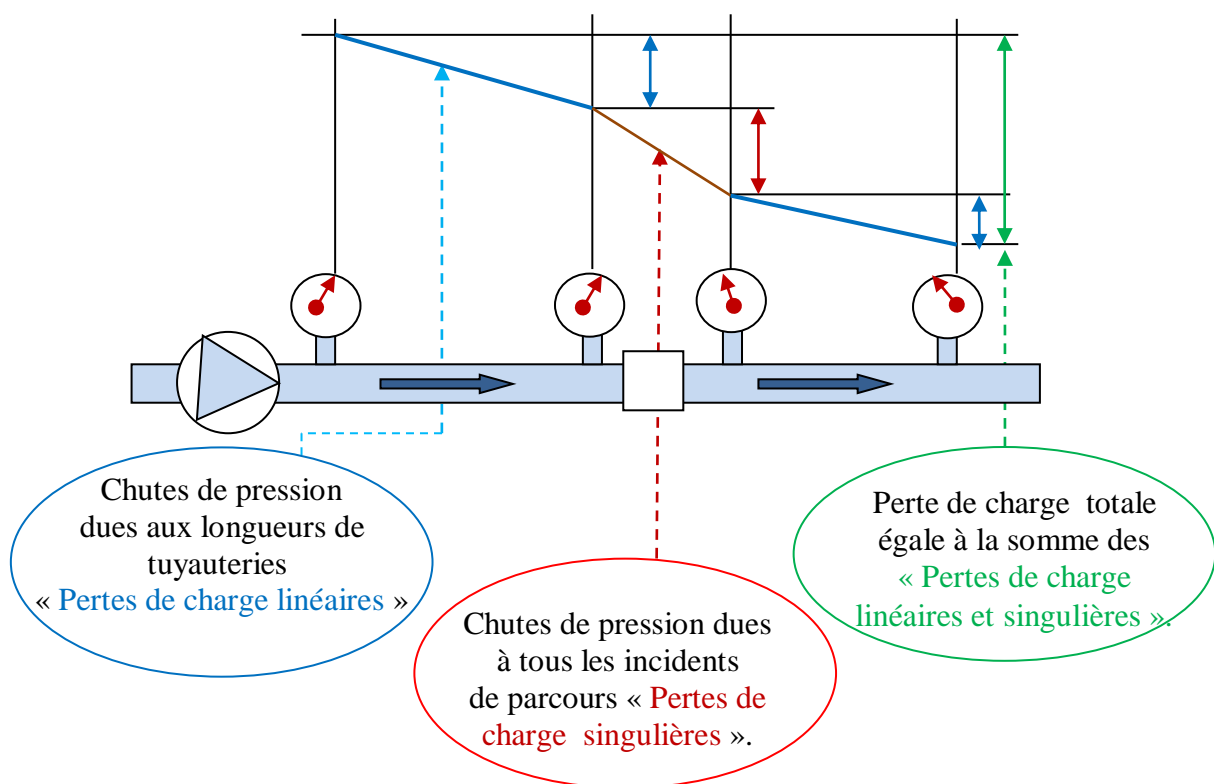 Chutes de pression
dues aux longueurs de
tuyauteries
« Pertes de charge linéaires »
Chutes de pression dues
à tous les incidents
de parcours « Pertes de
charge singulières ».
Perte de charge totale
égale à la somme des
« Pertes de charge
linéaires et singulières ».